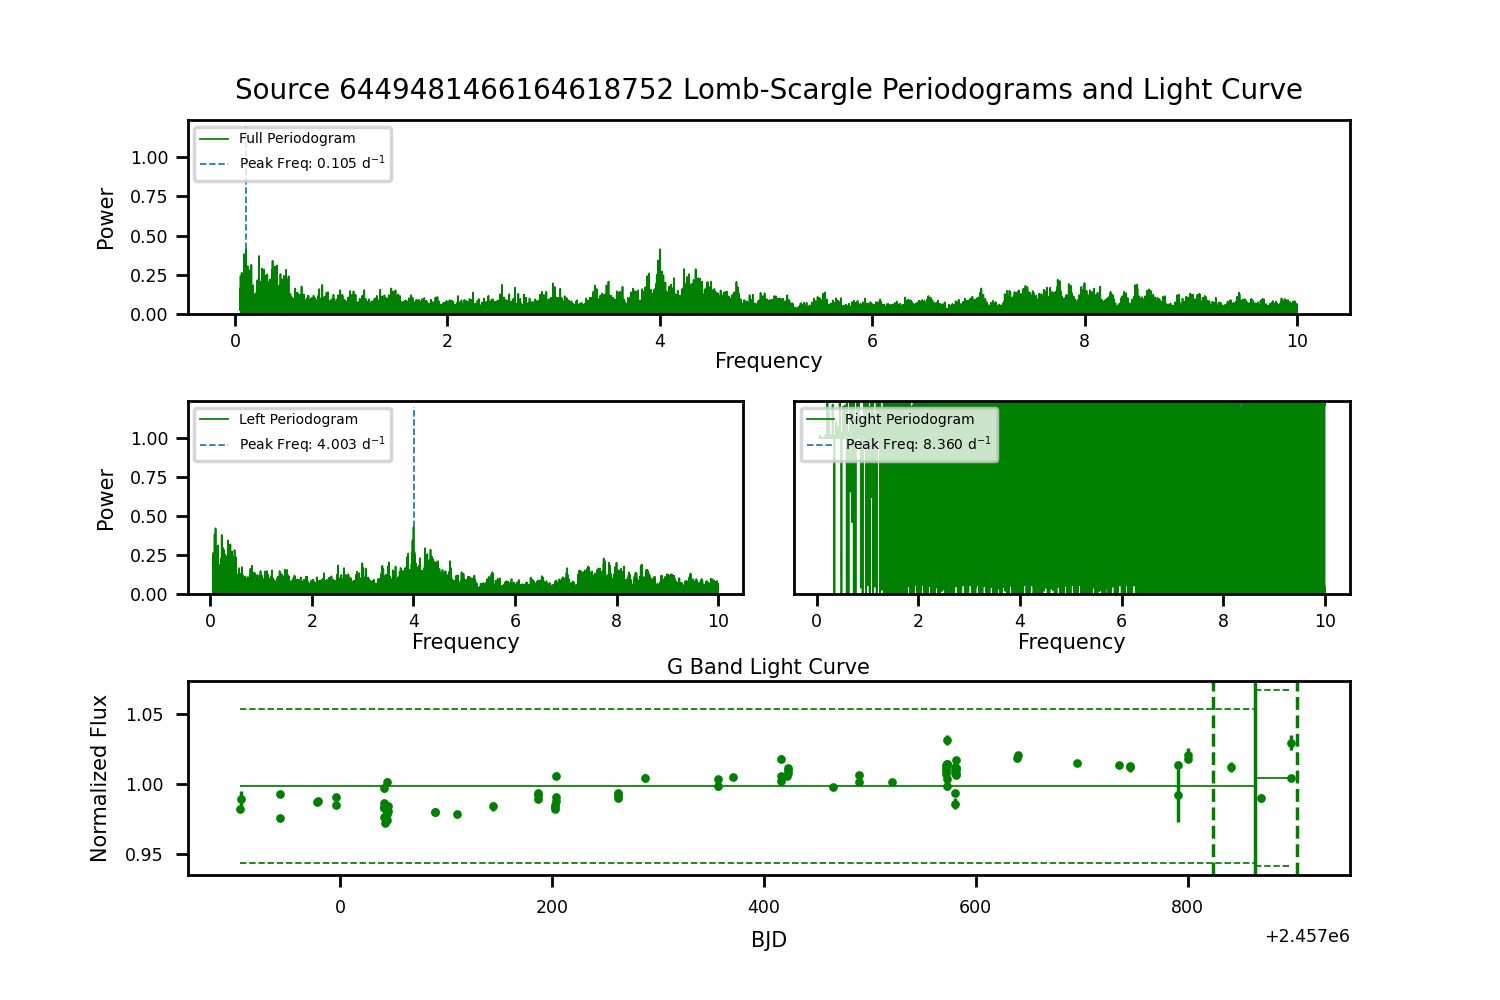 Source 6449481466164618752 Lomb-Scargle Periodograms and Light Curve
Full Periodogram
Peak Freq: 0.105 d⁻¹
Power
1.00
0.75
0.50
0.25
0.00
0 2 4 6 8 10
Frequency
Left Periodogram
Peak Freq: 4.003 d⁻¹
Power
1.00
0.75
0.50
0.25
0.00
0 2 4 6 8 10
Frequency
Right Periodogram
Peak Freq: 8.360 d⁻¹
0 2 4 6 8 10
Frequency
G Band Light Curve
Normalized Flux
1.05
1.00
0.95
0 200 400 600 800
BJD
+2.457e6